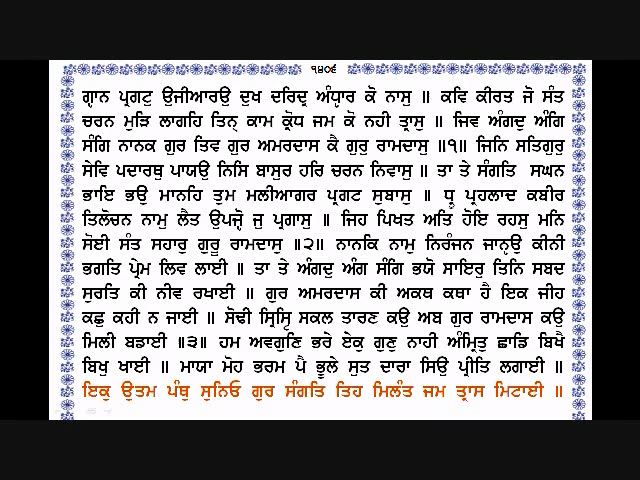 ੧੪੦੬
ਗ੍ਯਾਨ ਪ੍ਰਗਟੁ ਉਜੀਆਰਉ ਦੁਖ ਦਰਿਦ੍ਰ ਅੰਧ੍ਯਾਰ ਕੋ ਨਾਸੁ ॥ ਕਵਿ ਕੀਰਤ ਜੋ ਸੰਤ
ਚਰਨ ਮੁੜਿ ਲਾਗਹਿ ਤਿਨ੍ਹ ਕਾਮ ਕ੍ਰੋਧ ਜਮ ਕੋ ਨਹੀ ਤ੍ਰਾਸੁ ॥ ਜਿਵ ਅੰਗਦੁ ਅੰਗਿ
ਸੰਗਿ ਨਾਨਕ ਗੁਰ ਤਿਵ ਗੁਰ ਅਮਰਦਾਸ ਕੈ ਗੁਰੁ ਰਾਮਦਾਸੁ ॥੧॥ ਜਿਨਿ ਸਤਿਗੁਰੁ
ਸੇਵਿ ਪਦਾਰਥੁ ਪਾਯਉ ਨਿਸਿ ਬਾਸੁਰ ਹਰਿ ਚਰਨ ਨਿਵਾਸੁ ॥ ਤਾ ਤੇ ਸੰਗਤਿ ਸਘਨ
ਭਾਇ ਭਉ ਮਾਨਹਿ ਤੁਮ ਮਲੀਆਗਰ ਪ੍ਰਗਟ ਸੁਬਾਸੁ ॥ ਧ੍ਰੂ ਪ੍ਰਹਲਾਦ ਕਬੀਰ
ਤਿਲੋਚਨ ਨਾਮੁ ਲੈਤ ਉਪਜ੍ਯੋ ਜੁ ਪ੍ਰਗਾਸੁ ॥ ਜਿਹ ਪਿਖਤ ਅਤਿ ਹੋਇ ਰਹਸੁ ਮਨਿ
ਸੋਈ ਸੰਤ ਸਹਾਰੁ ਗੁਰੂ ਰਾਮਦਾਸੁ ॥੨॥ ਨਾਨਕਿ ਨਾਮੁ ਨਿਰੰਜਨ ਜਾਨ੍ਯਉ ਕੀਨੀ
ਭਗਤਿ ਪ੍ਰੇਮ ਲਿਵ ਲਾਈ ॥ ਤਾ ਤੇ ਅੰਗਦੁ ਅੰਗ ਸੰਗਿ ਭਯੋ ਸਾਇਰੁ ਤਿਨਿ ਸਬਦ
ਸੁਰਤਿ ਕੀ ਨੀਵ ਰਖਾਈ ॥ ਗੁਰ ਅਮਰਦਾਸ ਕੀ ਅਕਥ ਕਥਾ ਹੈ ਇਕ ਜੀਹ
ਕਛੁ ਕਹੀ ਨ ਜਾਈ ॥ ਸੋਢੀ ਸ੍ਰਿਸ੍ਟਿ ਸਕਲ ਤਾਰਣ ਕਉ ਅਬ ਗੁਰ ਰਾਮਦਾਸ ਕਉ
ਮਿਲੀ ਬਡਾਈ ॥੩॥ ਹਮ ਅਵਗੁਣਿ ਭਰੇ ਏਕੁ ਗੁਣੁ ਨਾਹੀ ਅੰਮ੍ਰਿਤੁ ਛਾਡਿ ਬਿਖੈ
ਬਿਖੁ ਖਾਈ ॥ ਮਾਯਾ ਮੋਹ ਭਰਮ ਪੈ ਭੂਲੇ ਸੁਤ ਦਾਰਾ ਸਿਉ ਪ੍ਰੀਤਿ ਲਗਾਈ ॥
ਇਕੁ ਉਤਮ ਪੰਥੁ ਸੁਨਿਓ ਗੁਰ ਸੰਗਤਿ ਤਿਹ ਮਿਲੰਤ ਜਮ ਤ੍ਰਾਸ ਮਿਟਾਈ ॥